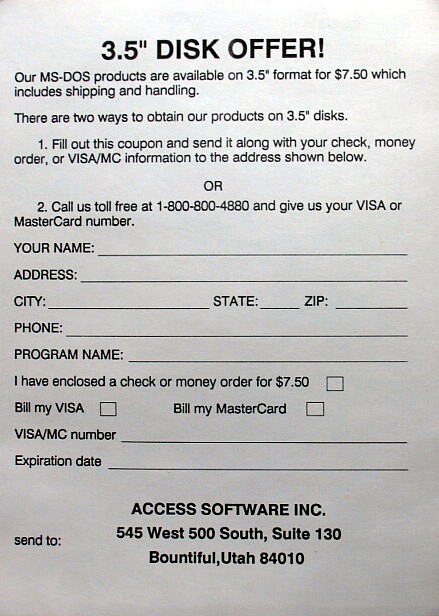 3.5" DISK OFFER!
Our MS-DOS products are available on 3.5" format for $7.50 which
includes shipping and handling.
There are two ways to obtain our products on 3.5" disks.
1. Fill out this coupon and send it along with your check, money
order, or VISA/MC information to the address shown below.
OR
2. Call us toll free at 1-800-800-4880 and give us your VISA or
MasterCard number.
YOUR NAME:
ADDRESS:
CITY: STATE: ZIP:
PHONE:
PROGRAM NAME:
I have enclosed a check or money order for $7.50
Bill my VISA Bill my MasterCard
VISA/MC number
Expiration date
ACCESS SOFTWARE INC.
545 West 500 South, Suite 130
send to:
Bountiful,Utah 84010